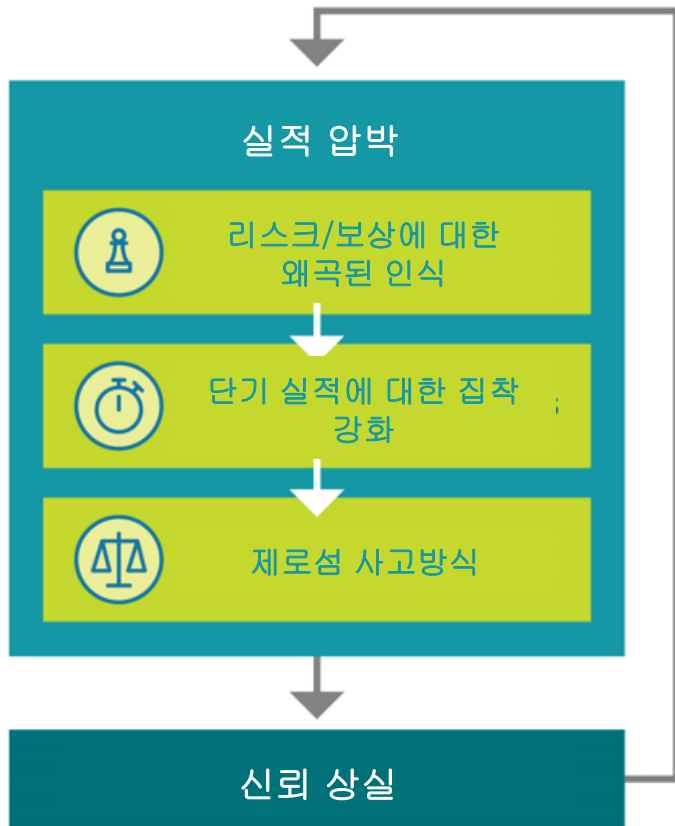 실적 압박
리스크/보상에 대한
왜곡된 인식
단기 실적에 대한 집착
강화
제로섬 사고방식
신뢰 상실